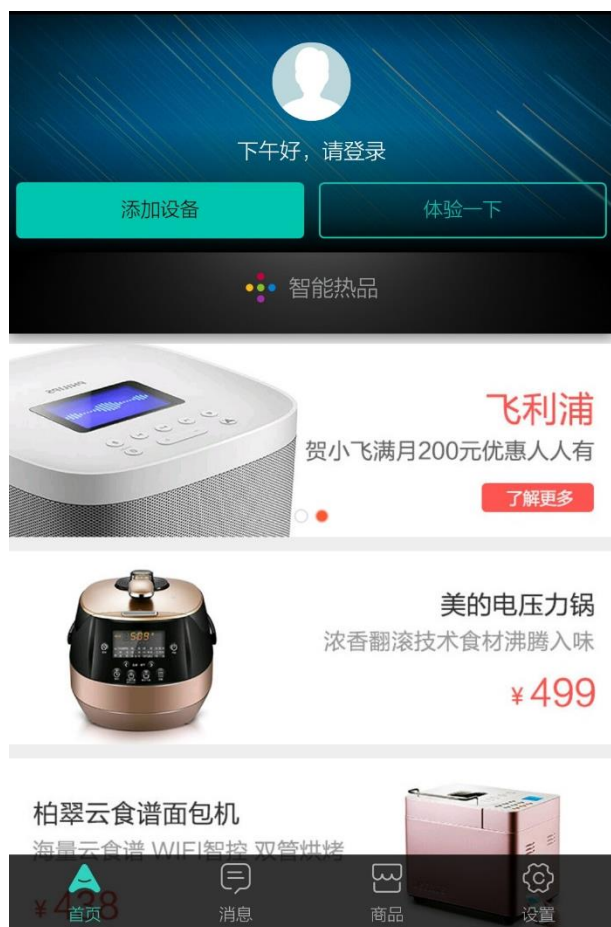 下午好，请登录
添加设备
体验一下
智能热品
PHILIPS
飞利浦
贺小飞满月200元优惠人人有
了解更多
美的电压力锅
浓香翻滚技术食材沸腾入味
¥499
柏翠云食谱面包机
海量云食谱 WIFI智控 双管烘烤
¥438
首页
消息
商品
设置